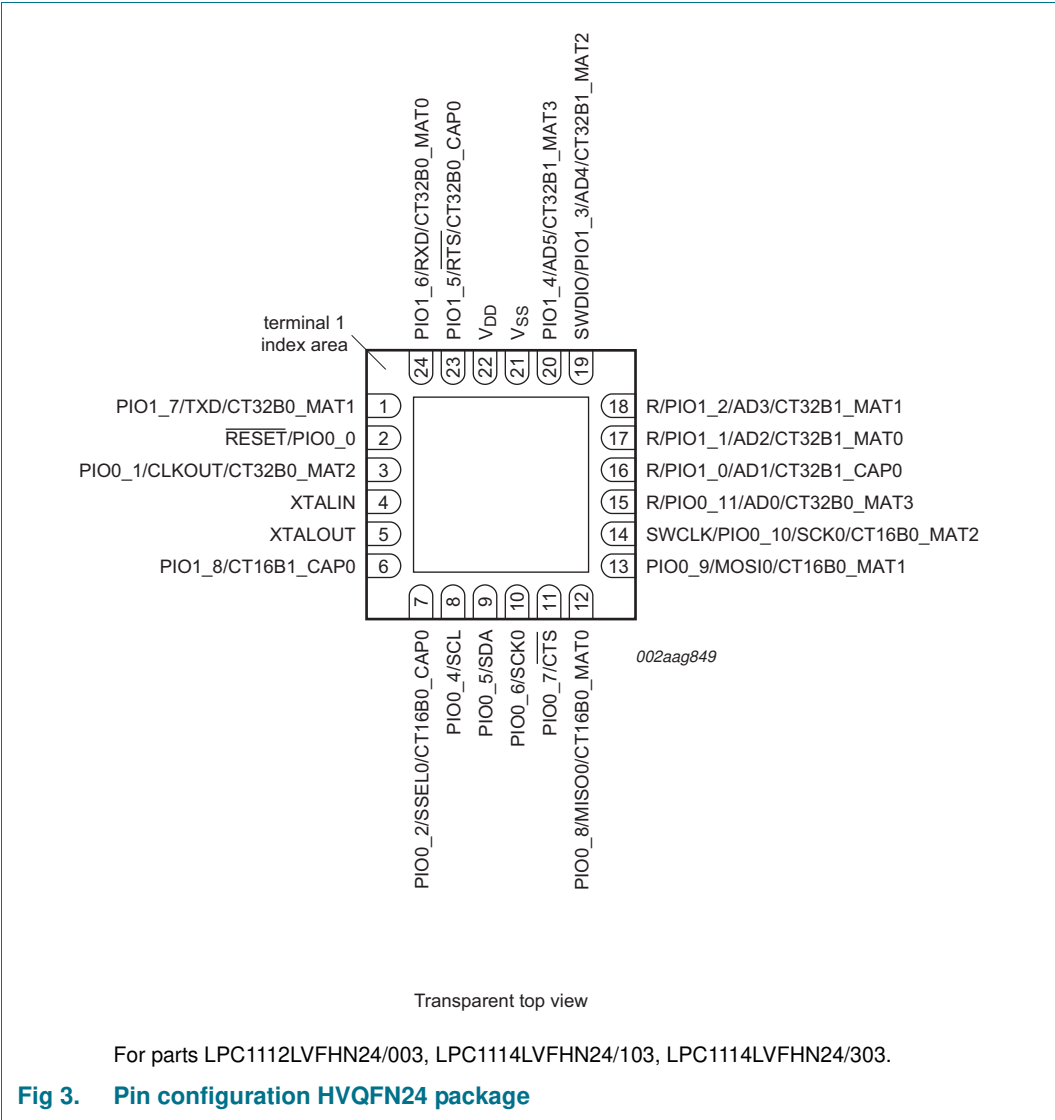 PIO1_6/RXD/CT32B0_MAT0
PIO1_5/RTS/CT32B0_CAP0
VDD
VSS
PIO1_4/AD5/CT32B1_MAT3
SWDIO/PIO1_3/AD4/CT32B1_MAT2
terminal 1
index area
24 23 22 21 20 19
PIO1_7/TXD/CT32B0_MAT1 1
RESET/PIO0_0 2
PIO0_1/CLKOUT/CT32B0_MAT2 3
XTALIN 4
XTALOUT 5
PIO1_8/CT16B1_CAP0 6
18 R/PIO1_2/AD3/CT32B1_MAT1
17 R/PIO1_1/AD2/CT32B1_MAT0
16 R/PIO1_0/AD1/CT32B1_CAP0
15 R/PIO0_11/AD0/CT32B0_MAT3
14 SWCLK/PIO0_10/SCK0/CT16B0_MAT2
13 PIO0_9/MOSI0/CT16B0_MAT1
7 8 9 10 11 12
PIO0_2/SSEL0/CT16B0_CAP0
PIO0_4/SCL
PIO0_5/SDA
PIO0_6/SCK0
PIO0_7/CTS
PIO0_8/MISO0/CT16B0_MAT0
002aag849
Transparent top view
For parts LPC1112LVFHN24/003, LPC1114LVFHN24/103, LPC1114LVFHN24/303.
Fig 3. Pin configuration HVQFN24 package